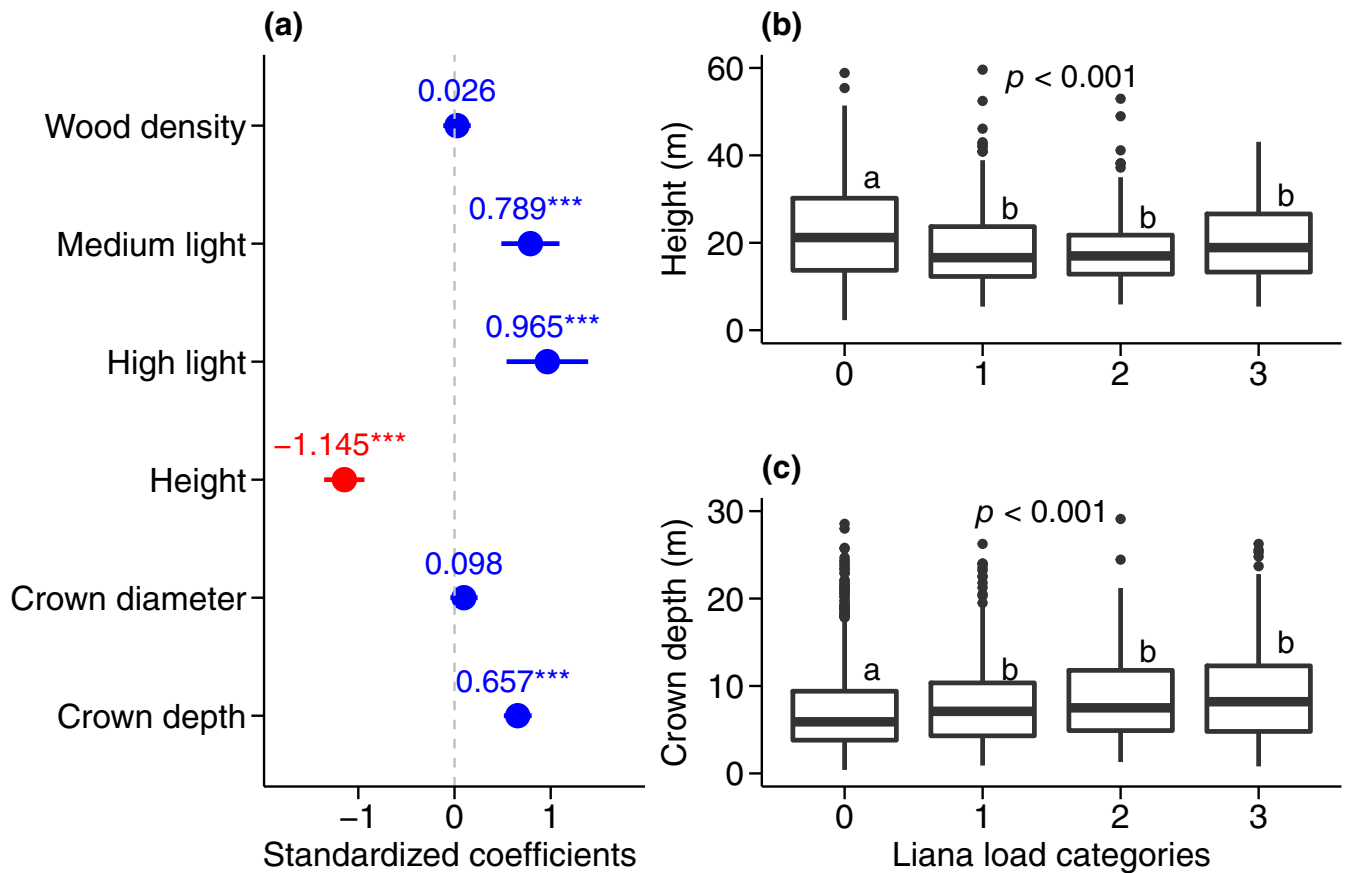 (a)
Wood density
0.026
Medium light
0.789***
High light
0.965***
Height
−1.145***
Crown diameter
0.098
Crown depth
0.657***
−1 0 1
Standardized coefficients
(b)
p < 0.001
Height (m)
60
40
20
0
a b b b
0 1 2 3
(c)
p < 0.001
Crown depth (m)
30
20
10
0
a b b b
0 1 2 3
Liana load categories